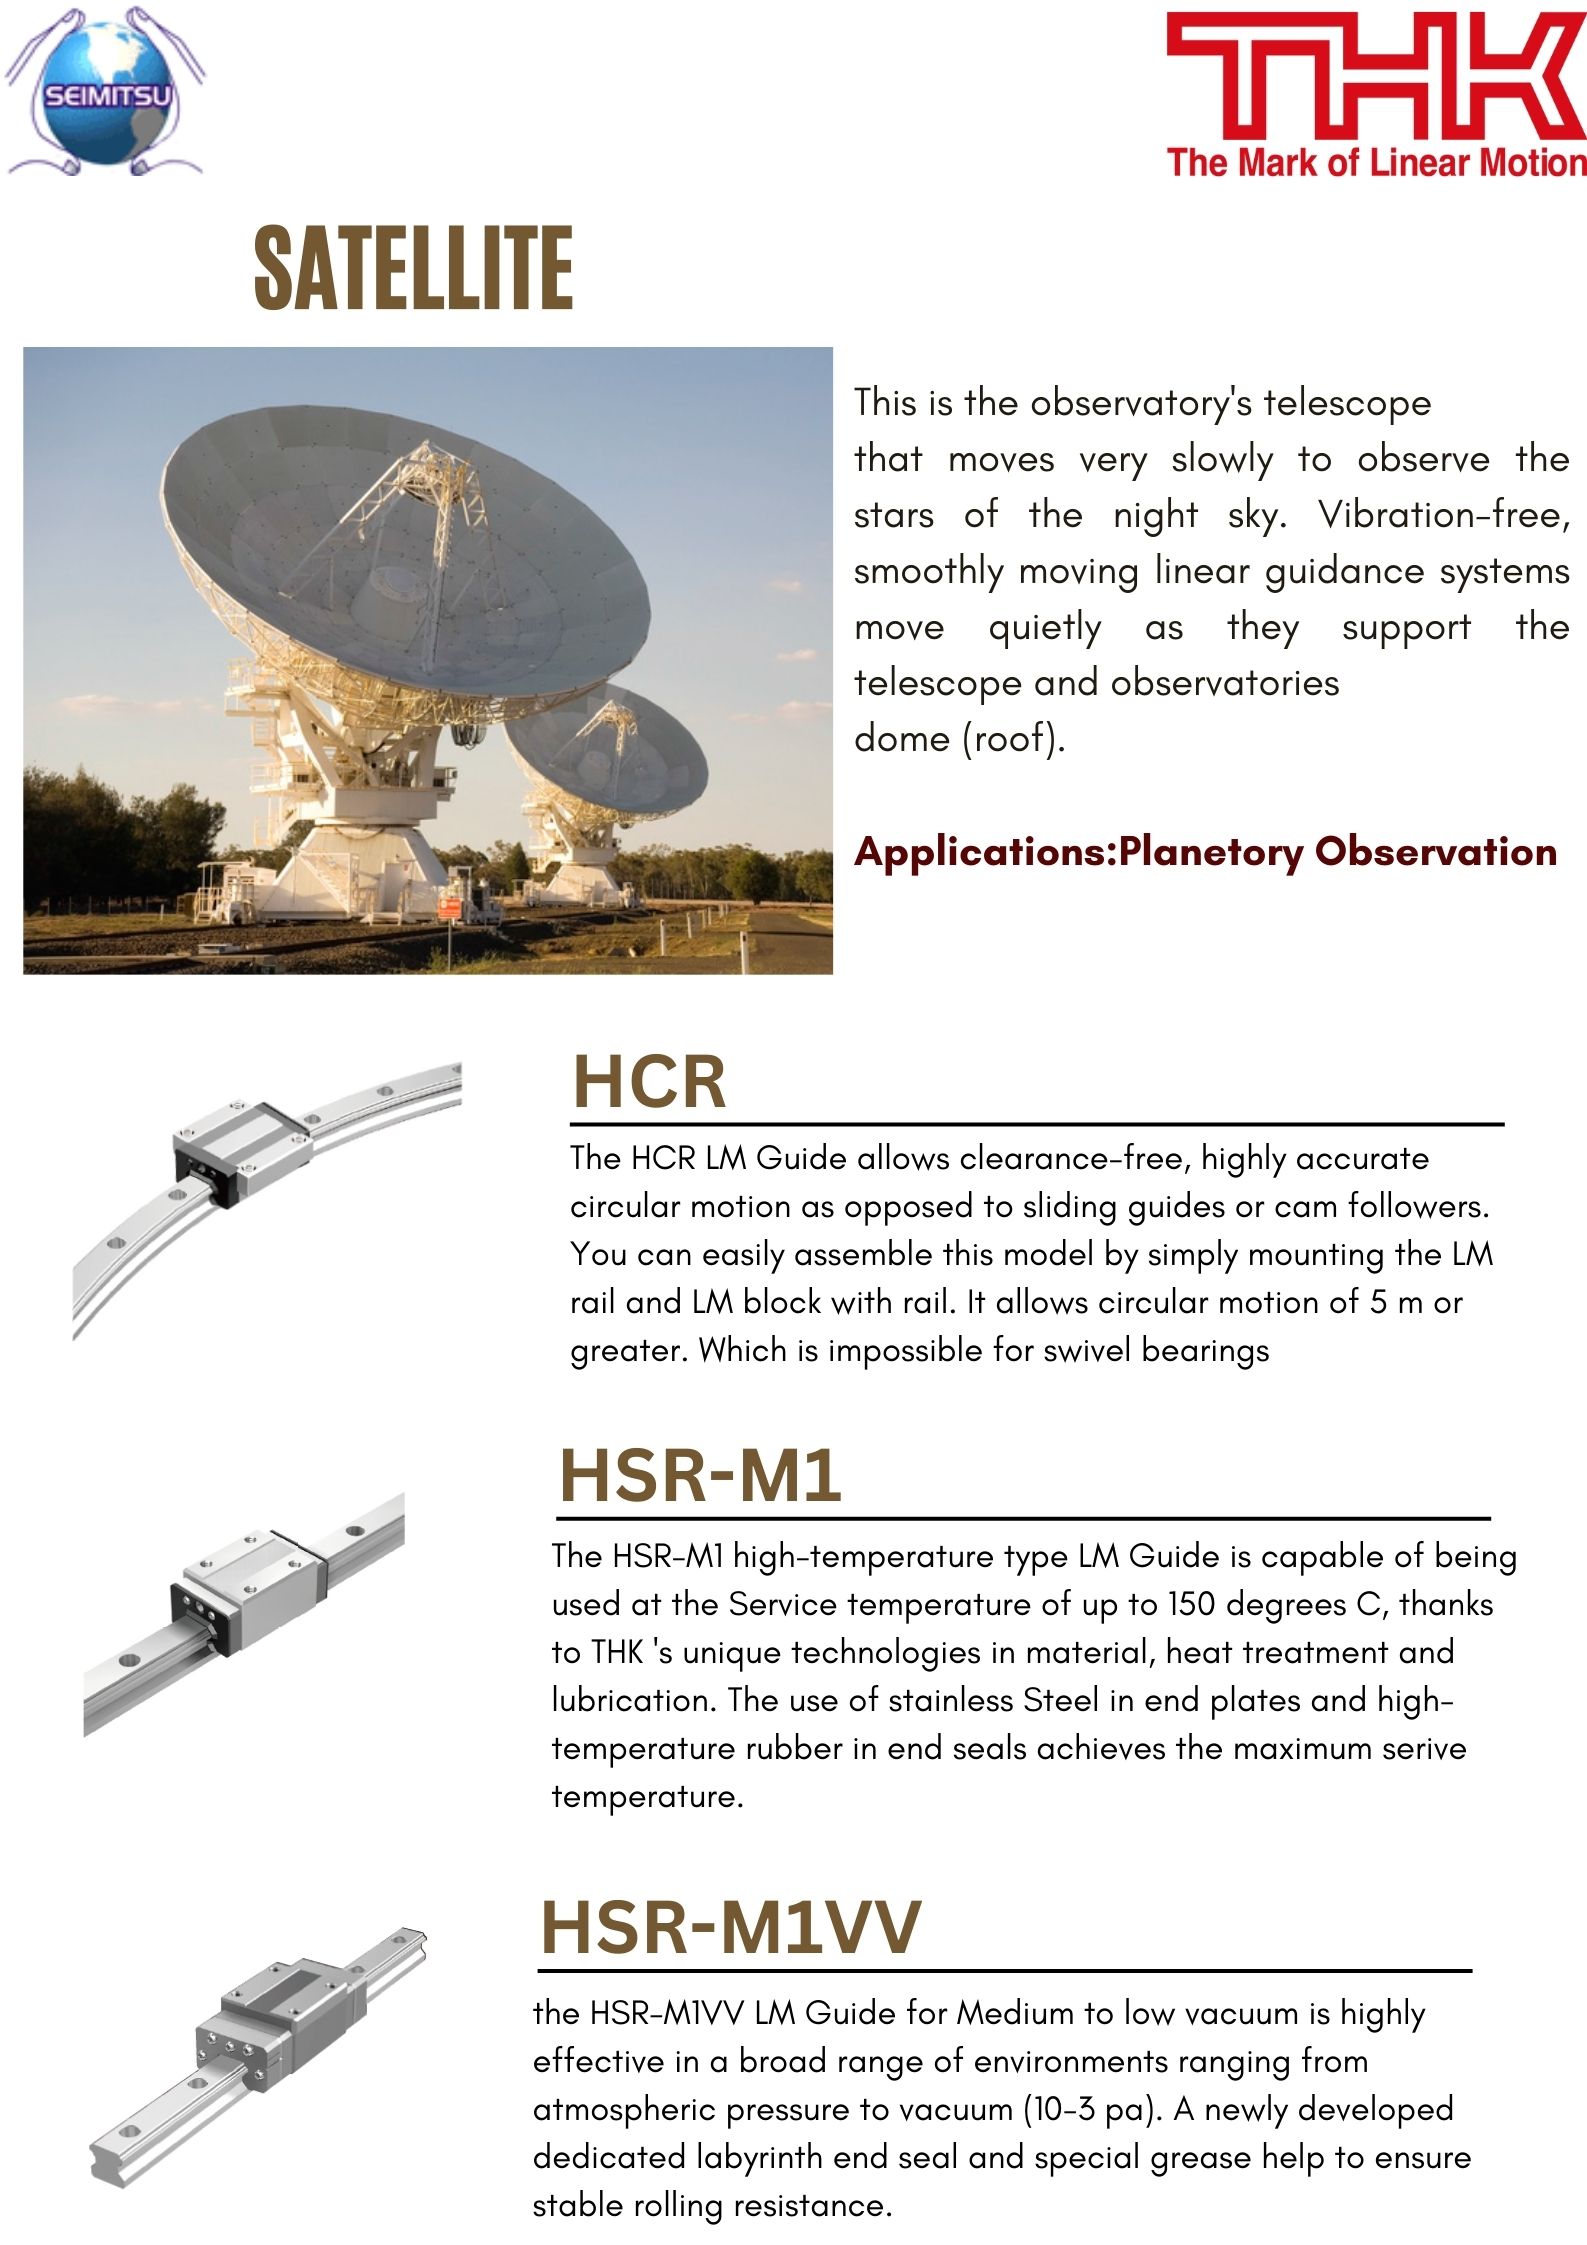 SEIMITSU
THK
The Mark of Linear Motion
SATELLITE
This is the observatory's telescope
that moves very slowly to observe the
stars of the night sky. Vibration-free,
smoothly moving linear guidance systems
move quietly as they support the
telescope and observatories
dome (roof).
Applications:Planetory Observation
HCR
The HCR LM Guide allows clearance-free, highly accurate
circular motion as opposed to sliding guides or cam followers.
You can easily assemble this model by simply mounting the LM
rail and LM block with rail. It allows circular motion of 5 m or
greater. Which is impossible for swivel bearings
HSR-M1
The HSR-M1 high-temperature type LM Guide is capable of being
used at the Service temperature of up to 150 degrees C, thanks
to THK 's unique technologies in material, heat treatment and
lubrication. The use of stainless Steel in end plates and high-
temperature rubber in end seals achieves the maximum serive
temperature.
HSR-M1VV
the HSR-M1VV LM Guide for Medium to low vacuum is highly
effective in a broad range of environments ranging from
atmospheric pressure to vacuum (10-3 pa). A newly developed
dedicated labyrinth end seal and special grease help to ensure
stable rolling resistance.